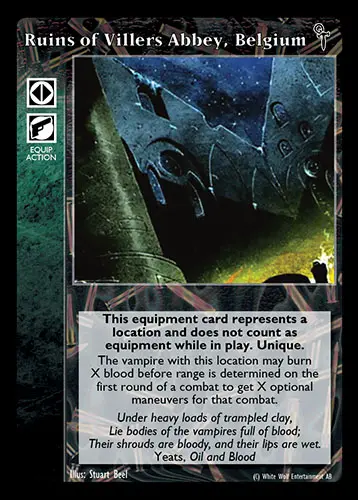 Ruins of Villers Abbey, Belgium
EQUIP
ACTION
This equipment card represents a
location and does not count as
equipment while in play. Unique.
The vampire with this location may burn
X blood before range is determined on the
first round of a combat to get X optional
maneuvers for that combat.
Under heavy loads of trampled clay,
Lie bodies of the vampires full of blood;
Their shrouds are bloody, and their lips are wet.
Yeats, Oil and Blood
Illus: Stuart Beel
(C) White Wolf Entertainment AB